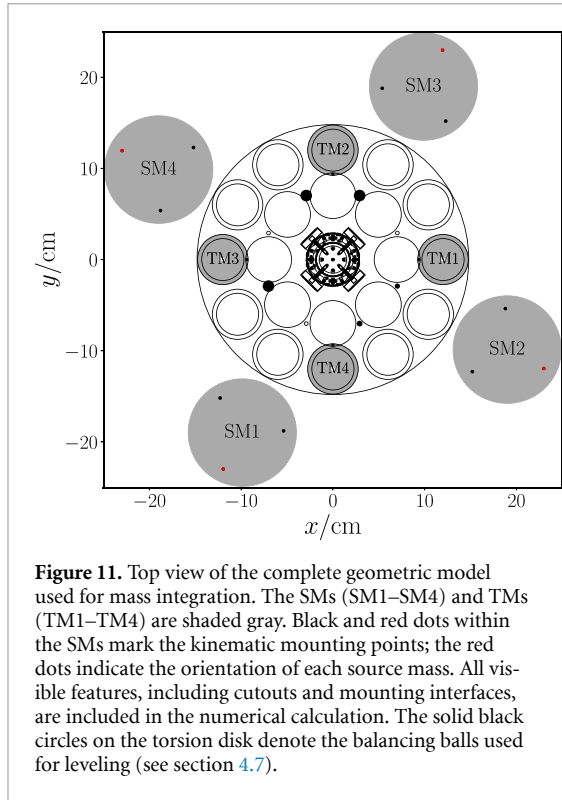 SM3
20
TM2
SM4
10
y/cm
TM3
0
TM1
SM2
−10
TM4
SM1
−20
−20 −10 0 10 20
x/cm
Figure 11. Top view of the complete geometric model
used for mass integration. The SMs (SM1–SM4) and TMs
(TM1–TM4) are shaded gray. Black and red dots within
the SMs mark the kinematic mounting points; the red
dots indicate the orientation of each source mass. All vis-
ible features, including cutouts and mounting interfaces,
are included in the numerical calculation. The solid black
circles on the torsion disk denote the balancing balls used
for leveling (see section 4.7).